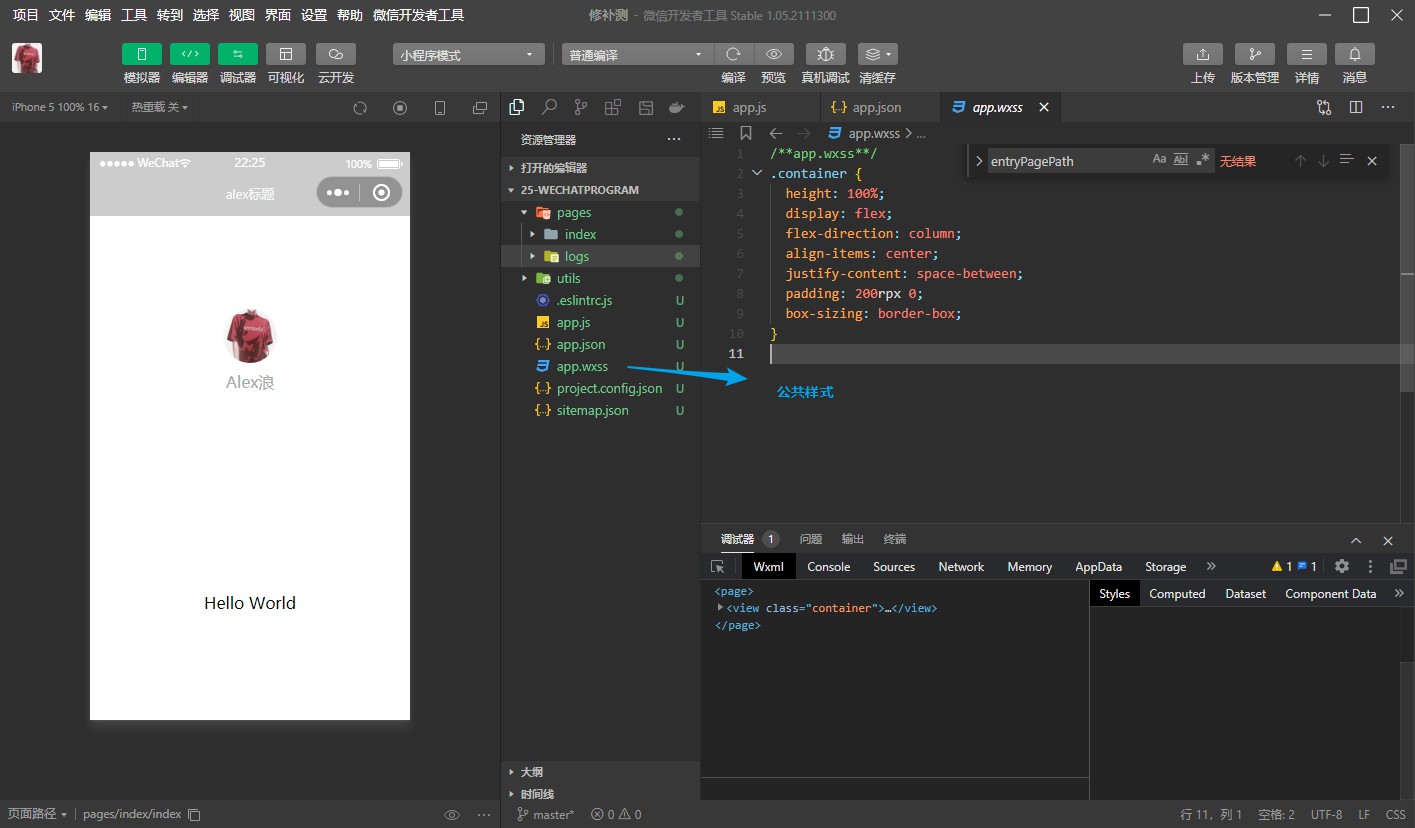 项目 文件 编辑 工具 转到 选择 视图 界面 设置 帮助 微信开发者工具 修补测 - 微信开发者工具 Stable 1.05.2111300
小程序模式 普通编译
模拟器 编辑器 调试器 可视化 云开发 编译 预览 真机调试 清缓存 上传 版本管理 详情 消息
iPhone 5 100% 16 热重载 关
JS app.js {..} app.json app.wxss
资源管理器 ...
app.wxss > ...
打开的编辑器
25-WECHATPROGRAM
pages
index
logs
utils
.eslintrc.js U
JS app.js U
{..} app.json U
app.wxss U
{..} project.config.json U
{..} sitemap.json U
大纲
时间线
WeChat 22:25 100%
alex标题
Alex浪
Hello World
entryPagePath Aa Abl .* 无结果
1 /**app.wxss**/
2 .container {
3 height: 100%;
4 display: flex;
5 flex-direction: column;
6 align-items: center;
7 justify-content: space-between;
8 padding: 200rpx 0;
9 box-sizing: border-box;
10 }
11
公共样式
调试器 1 问题 输出 终端
Wxml Console Sources Network Memory AppData Storage » 1 1
<page>
<view class="container">…</view>
</page>
Styles Computed Dataset Component Data »
页面路径 pages/index/index master* 0 0 行 11，列 1 空格: 2 UTF-8 LF CSS